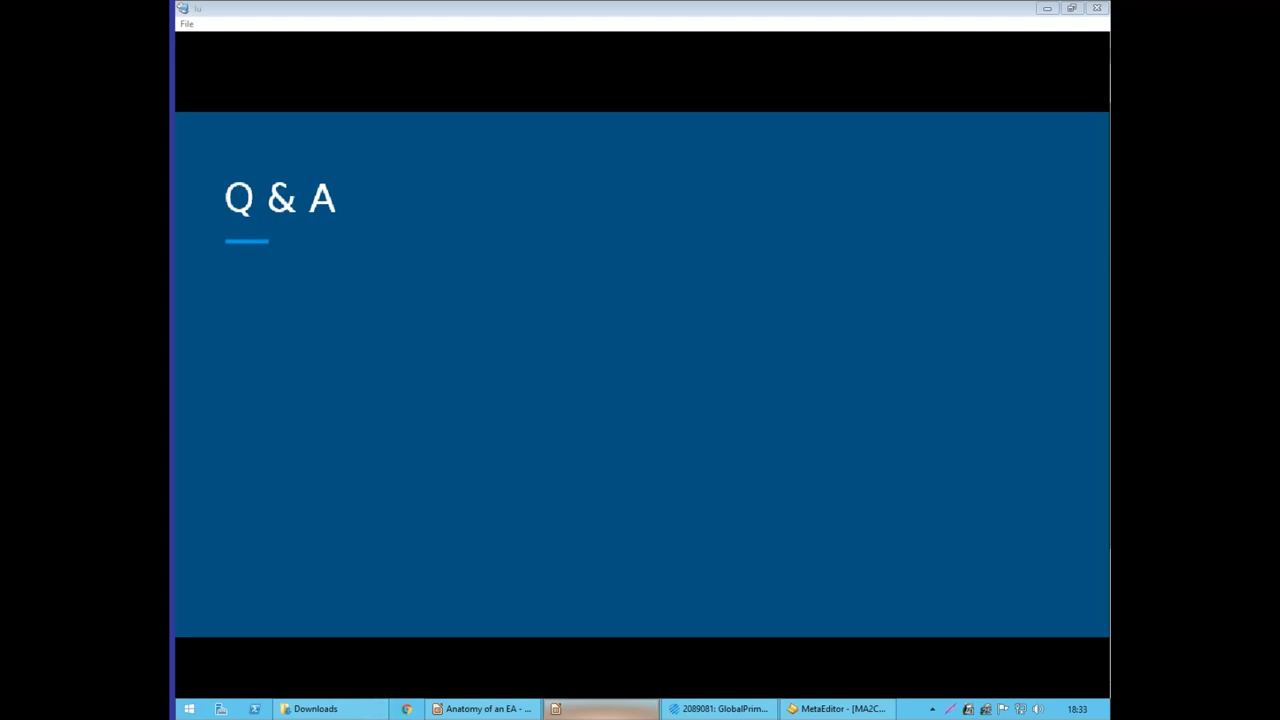 File
Q & A
Downloads
Anatomy of an EA - ...
2089081: GlobalPrim...
MetaEditor - [MA2C...
18:33